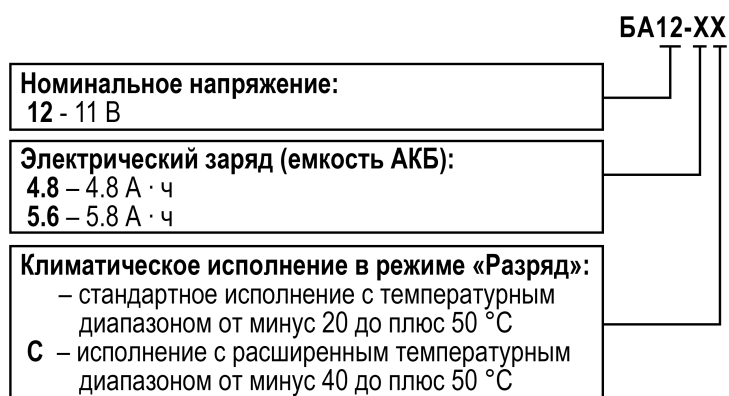 БА12-ХХ
Номинальное напряжение:
12 - 11 В
Электрический заряд (емкость АКБ):
4.8 – 4.8 А · ч
5.6 – 5.8 А · ч
Климатическое исполнение в режиме «Разряд»:
– стандартное исполнение с температурным
диапазоном от минус 20 до плюс 50 °С
С – исполнение с расширенным температурным
диапазоном от минус 40 до плюс 50 °С